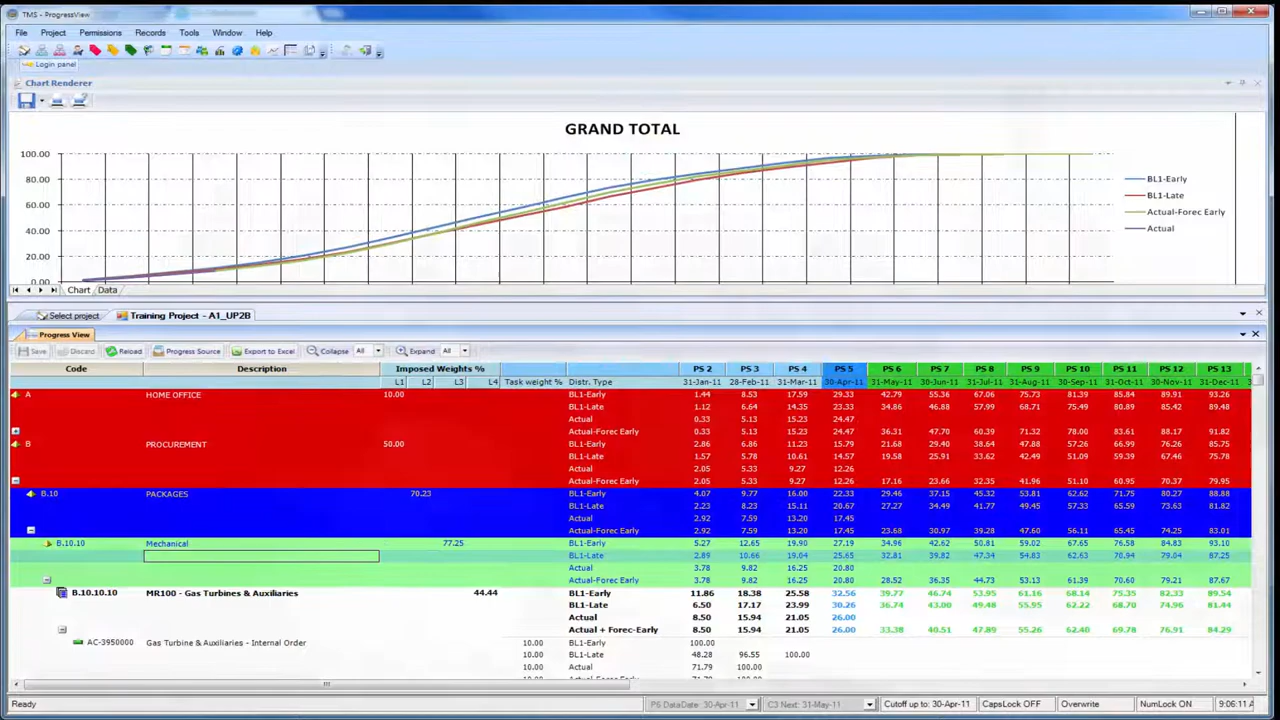 TMS - ProgressView
File Project Permissions Records Tools Window Help
Login panel
Chart Renderer
GRAND TOTAL
100.00
80.00
60.00
40.00
20.00
0.00
BL1-Early
BL1-Late
Actual-Forec Early
Actual
Chart Data
Select project Training Project - A1_UP2B
Progress View
Save Discard Reload Progress Source Export to Excel Collapse All Expand All
Code Description Imposed Weights % PS 2 PS 3 PS 4 PS 5 PS 6 PS 7 PS 8 PS 9 PS 10 PS 11 PS 12 PS 13
L1 L2 L3 L4 Task weight % Distr. Type 31-Jan-11 28-Feb-11 31-Mar-11 30-Apr-11 31-May-11 30-Jun-11 31-Jul-11 31-Aug-11 30-Sep-11 31-Oct-11 30-Nov-11 31-Dec-11
A HOME OFFICE 10.00 BL1-Early 1.44 8.53 17.59 29.33 42.79 55.36 67.06 75.73 81.39 85.84 89.91 93.26
BL1-Late 1.12 6.64 14.35 23.33 34.86 46.88 57.99 68.71 75.49 80.89 85.42 89.48
Actual 0.33 5.13 15.23 24.47
Actual-Forec Early 0.33 5.13 15.23 24.47 36.31 47.70 60.39 71.32 78.00 83.61 88.17 91.82
B PROCUREMENT 50.00 BL1-Early 2.86 6.86 11.23 15.79 21.68 29.40 38.64 47.88 57.26 66.99 76.26 85.75
BL1-Late 1.57 5.78 10.61 14.57 19.58 25.91 33.62 42.49 51.09 59.39 67.46 75.78
Actual 2.05 5.33 9.27 12.26
Actual-Forec Early 2.05 5.33 9.27 12.26 17.16 23.66 32.35 41.96 51.10 60.95 70.37 79.95
B.10 PACKAGES 70.23 BL1-Early 4.07 9.77 16.00 22.33 29.46 37.15 45.32 53.81 62.62 71.75 80.27 88.88
BL1-Late 2.23 8.23 15.11 20.67 27.27 34.49 41.77 49.45 57.33 65.59 73.63 81.82
Actual 2.92 7.59 13.20 17.45
Actual-Forec Early 2.92 7.59 13.20 17.45 23.68 30.97 39.28 47.60 56.11 65.45 74.25 83.01
B.10.10 Mechanical 77.25 BL1-Early 5.27 12.65 19.90 27.19 34.96 42.62 50.81 59.02 67.65 76.58 84.83 93.10
BL1-Late 2.89 10.66 19.04 25.65 32.81 39.82 47.34 54.83 62.63 70.94 79.04 87.25
Actual 3.78 9.82 16.25 20.80
Actual-Forec Early 3.78 9.82 16.25 20.80 28.52 36.35 44.73 53.13 61.39 70.60 79.21 87.67
B.10.10.10 MR100 - Gas Turbines & Auxiliaries 44.44 BL1-Early 11.86 18.38 25.58 32.56 39.77 46.74 53.95 61.16 68.14 75.35 82.33 89.54
BL1-Late 6.50 17.17 23.99 30.26 36.74 43.00 49.48 55.95 62.22 68.70 74.96 81.44
Actual 8.50 15.94 21.05 26.00
Actual + Forec-Early 8.50 15.94 21.05 26.00 33.38 40.51 47.89 55.26 62.40 69.78 76.91 84.29
AC-3950000 Gas Turbine & Auxiliaries - Internal Order 10.00 BL1-Early 100.00
10.00 BL1-Late 48.28 96.55 100.00
10.00 Actual 71.79 100.00
Ready P6 DataDate: 30-Apr-11 C3 Next: 31-May-11 Cutoff up to: 30-Apr-11 CapsLock OFF Overwrite NumLock ON 9:06:11